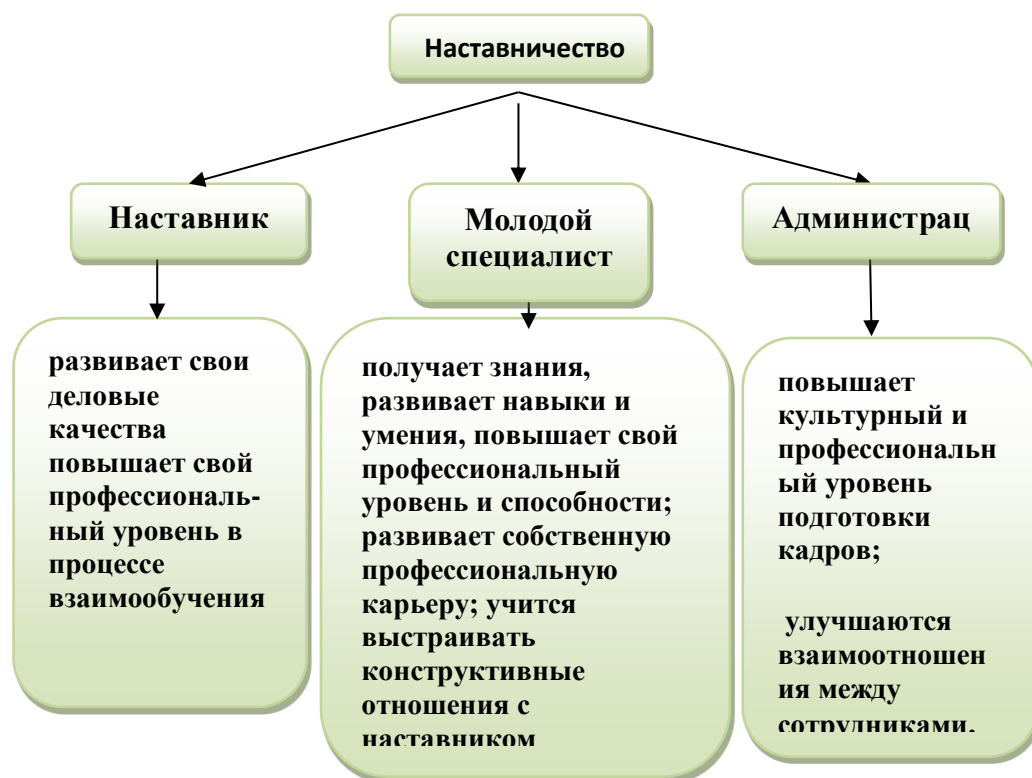 Наставничество
Наставник
Молодой
специалист
Администрац
развивает свои
деловые
качества
повышает свой
профессиональ-
ный уровень в
процессе
взаимообучения
получает знания,
развивает навыки и
умения, повышает свой
профессиональный
уровень и способности;
развивает собственную
профессиональную
карьеру; учится
выстраивать
конструктивные
отношения с
наставником
повышает
культурный и
профессиональн
ый уровень
подготовки
кадров;
улучшаются
взаимоотношен
ия между
сотрудниками.